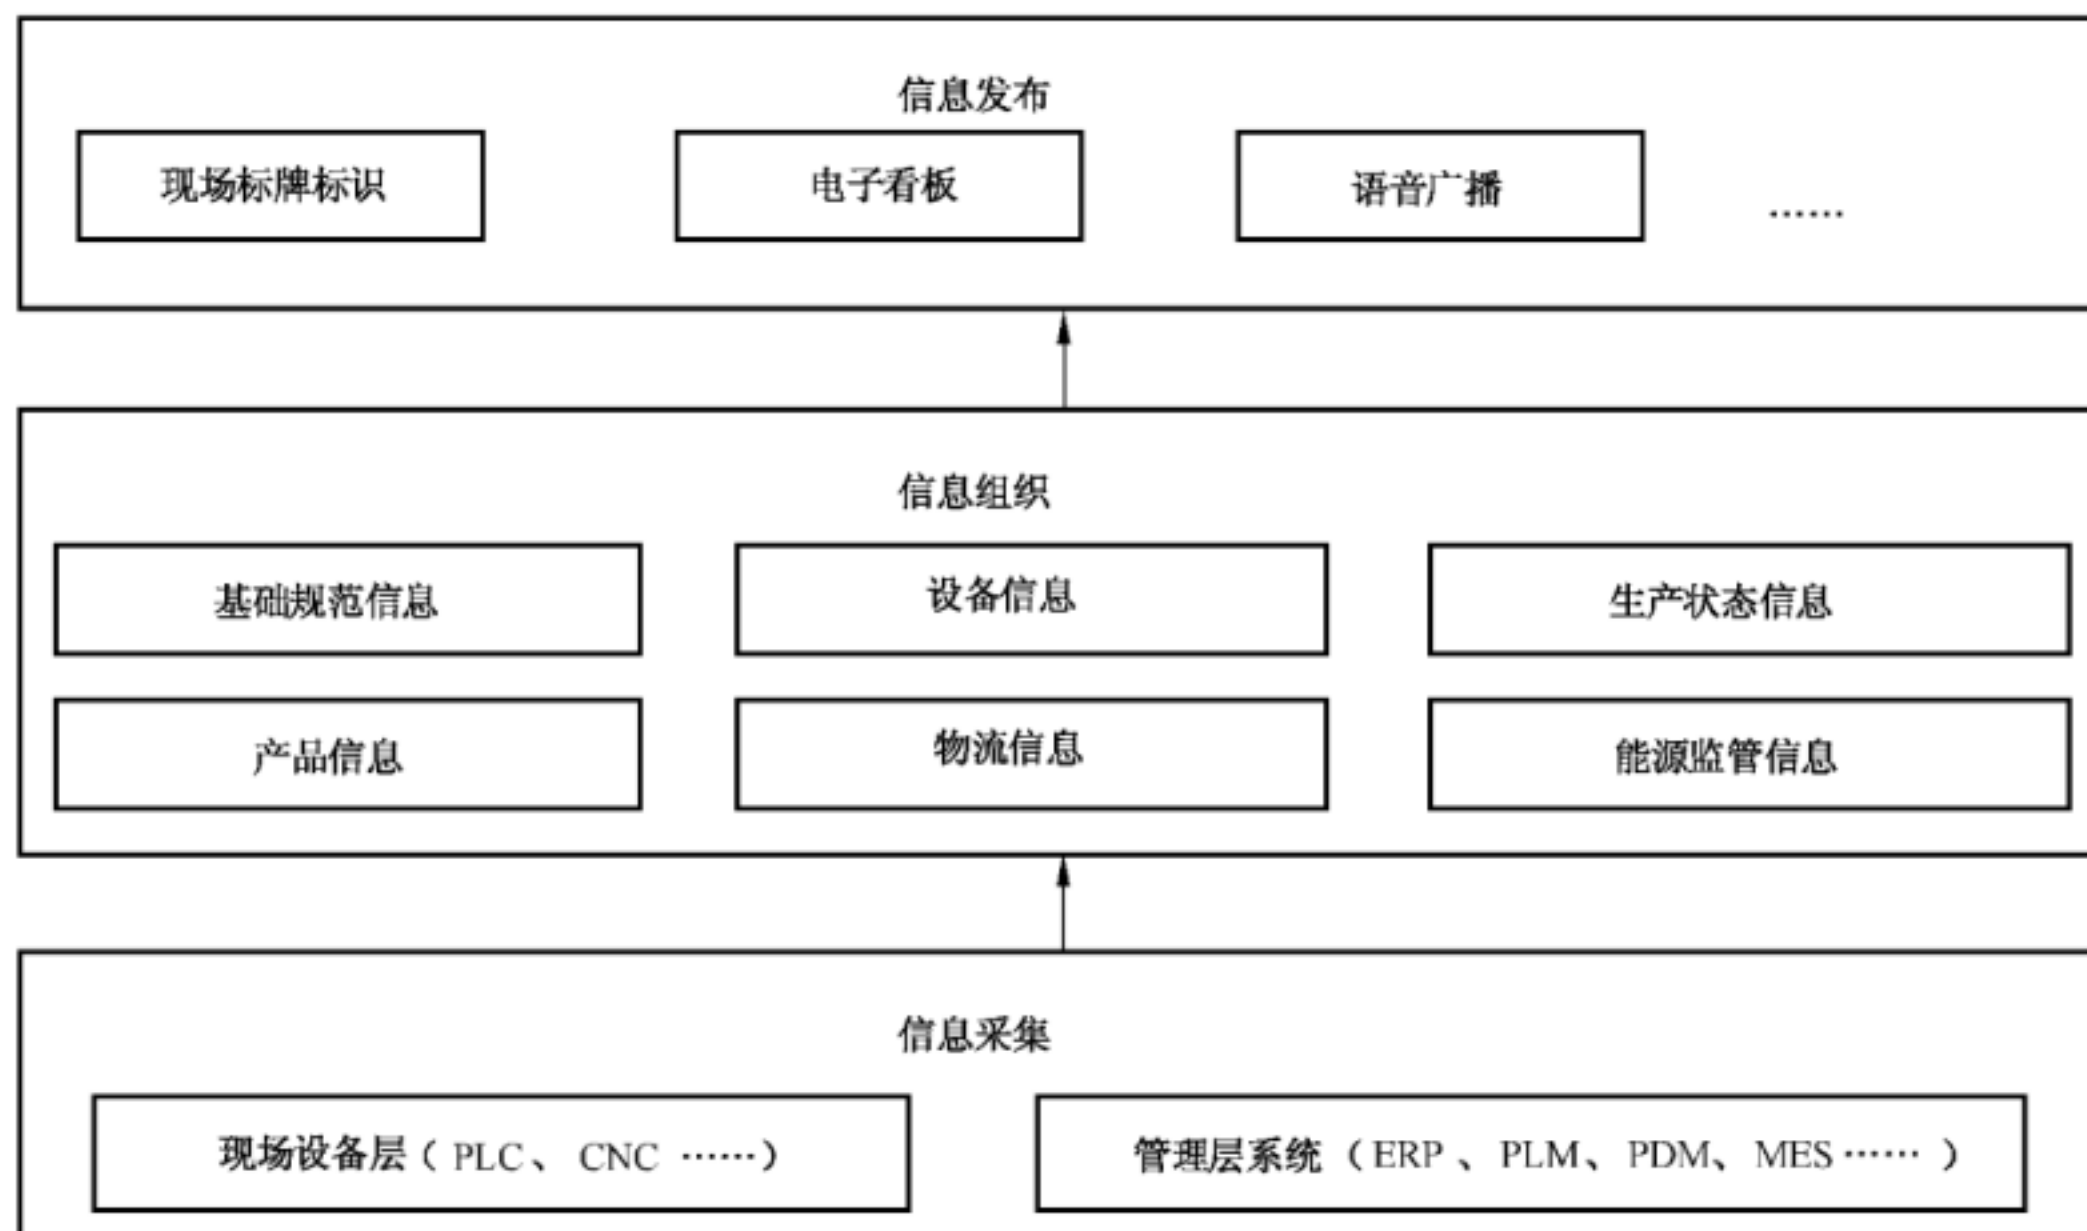 信息发布
现场标牌标识
电子看板
语音广播
……
信息组织
基础规范信息
设备信息
生产状态信息
产品信息
物流信息
能源监管信息
信息采集
现场设备层（PLC、CNC……）
管理层系统（ERP、PLM、PDM、MES……）